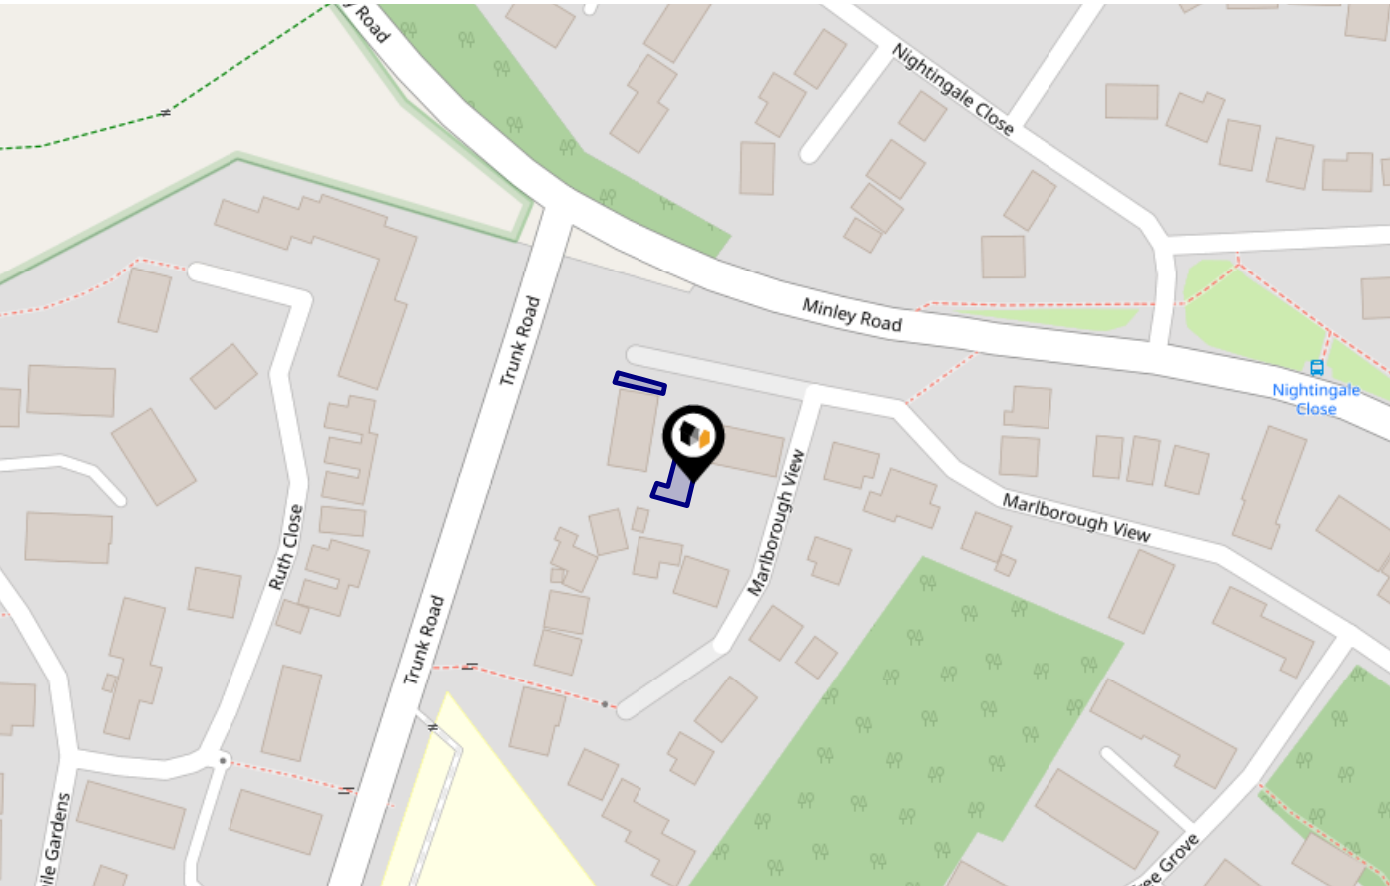 Road
Nightingale Close
Trunk Road
Minley Road
Nightingale
Close
Marlborough View
Marlborough View
Ruth Close
Trunk Road
Gardens
Grove